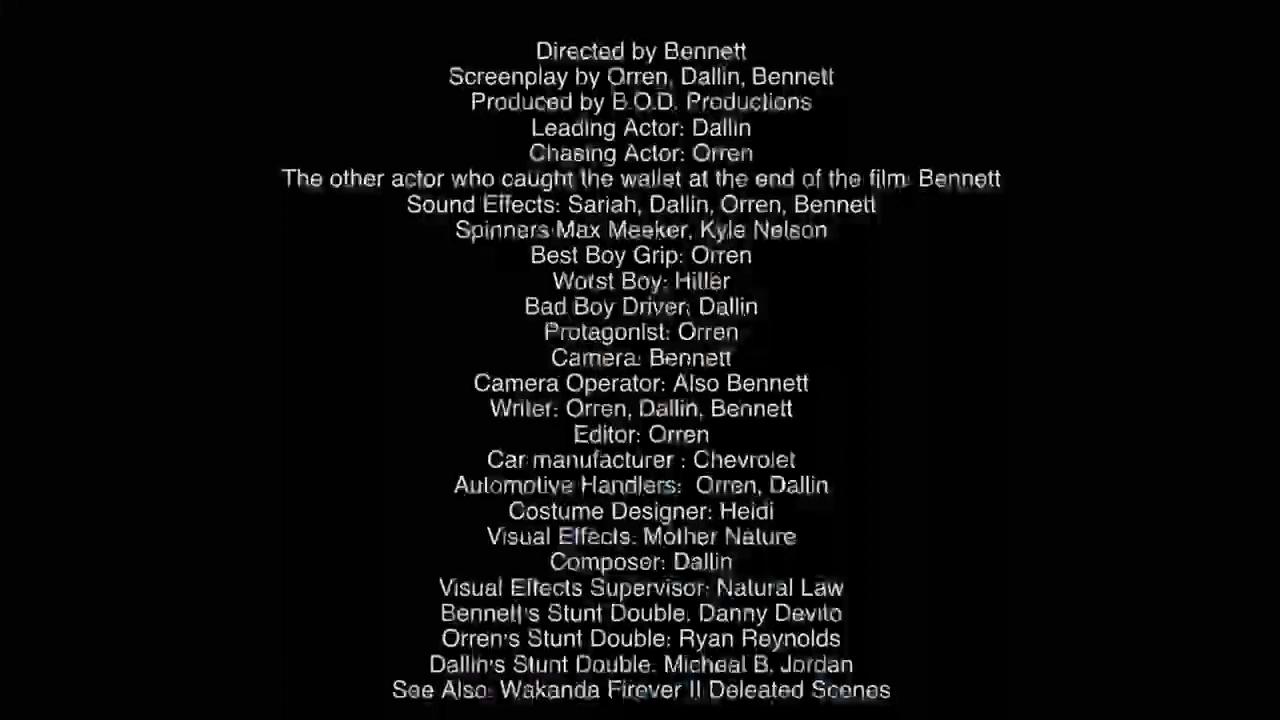 Directed by Bennett
Screenplay by Orren, Dallin, Bennett
Produced by B.O.D. Productions
Leading Actor: Dallin
Chasing Actor: Orren
The other actor who caught the wallet at the end of the film: Bennett
Sound Effects: Sariah, Dallin, Orren, Bennett
Spinners Max Meeker, Kyle Nelson
Best Boy Grip: Orren
Worst Boy: Hiller
Bad Boy Driver: Dallin
Protagonist: Orren
Camera: Bennett
Camera Operator: Also Bennett
Writer: Orren, Dallin, Bennett
Editor: Orren
Car manufacturer : Chevrolet
Automotive Handlers: Orren, Dallin
Costume Designer: Heidi
Visual Effects: Mother Nature
Composer: Dallin
Visual Effects Supervisor: Natural Law
Bennett's Stunt Double: Danny Devito
Orren's Stunt Double: Ryan Reynolds
Dallin's Stunt Double: Micheal B. Jordan
See Also: Wakanda Firever II Deleated Scenes